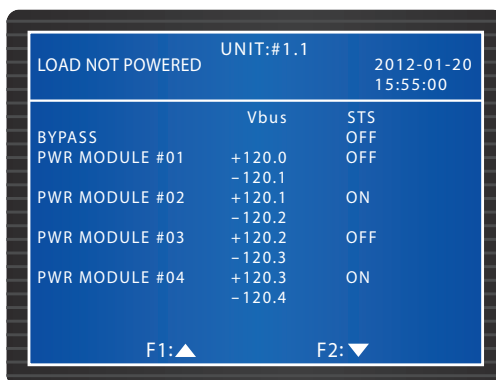 UNIT:#1.1
LOAD NOT POWERED 2012-01-20
15:55:00
Vbus STS
BYPASS OFF
PWR MODULE #01 +120.0 OFF
−120.1
PWR MODULE #02 +120.1 ON
−120.2
PWR MODULE #03 +120.2 OFF
−120.3
PWR MODULE #04 +120.3 ON
−120.4
F1:▲ F2:▼